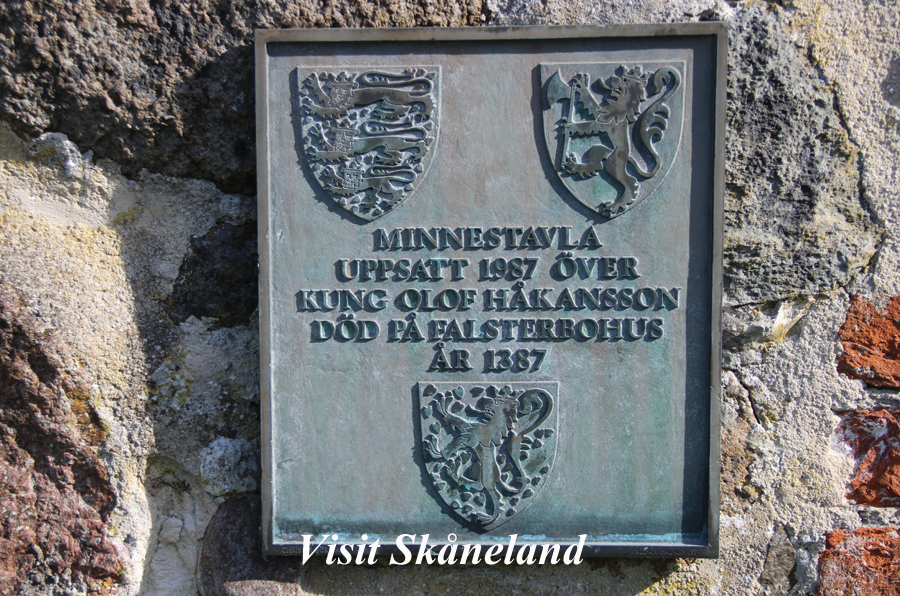 MINNESTAVLA
UPPSATT 1987 ÖVER
KUNG OLOF HÅKANSSON
DÖD PÅ FALSTERBOHUS
ÅR 1387
Visit Skåneland